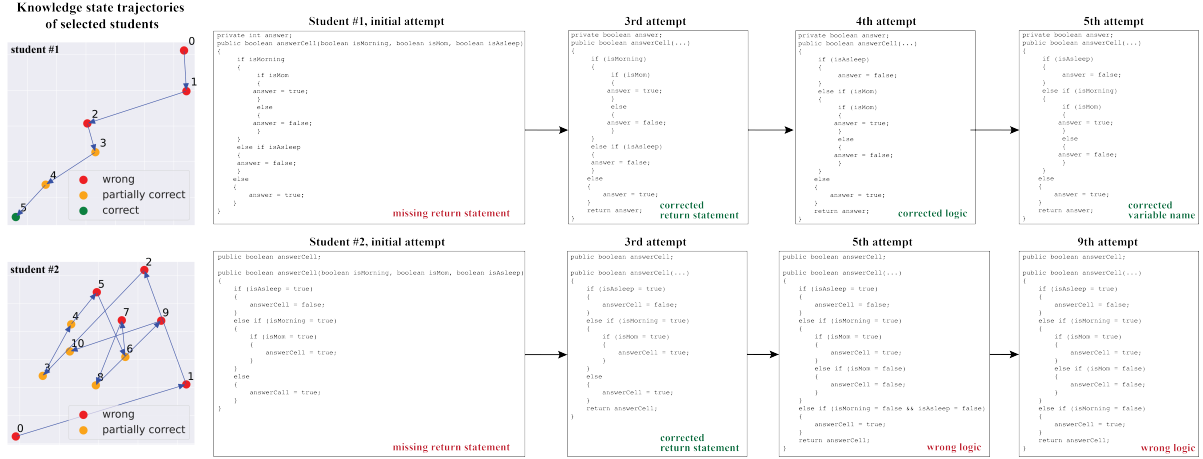 Knowledge state trajectories
of selected students
student #1
0
1
2
3
4
5
wrong
partially correct
correct
Student #1, initial attempt
private int answer;
public boolean answerCell(boolean isMorning, boolean isMom, boolean isAsleep)
{
if isMorning
{
if isMom
{
answer = true;
}
else
{
answer = false;
}
}
else if isAsleep
{
answer = false;
}
else
{
answer = true;
}
}
missing return statement
3rd attempt
private boolean answer;
public boolean answerCell(...)
{
if (isMorning)
{
if (isMom)
{
answer = true;
}
else
{
answer = false;
}
}
else if (isAsleep)
{
answer = false;
}
else
{
answer = true;
}
return answer;
}
corrected
return statement
4th attempt
private boolean answer;
public boolean answerCell(...)
{
if (isAsleep)
{
answer = false;
}
else if (isMorning)
{
if (isMom)
{
answer = true;
}
{
answer = false;
}
}
else
{
answer = true;
}
return answer;
}
corrected logic
5th attempt
private boolean answer;
public boolean answerCell(...)
{
if (isAsleep)
{
answer = false;
}
else if (isMorning)
{
if (isMom)
{
answer = true;
}
{
answer = false;
}
}
else
{
answer = true;
}
return answer;
}
corrected
variable name
student #2
0
1
2
3
4
5
6
7
8
9
10
wrong
partially correct
Student #2, initial attempt
public boolean answerCell;
public boolean answerCell(boolean isMorning, boolean isMom, boolean isAsleep)
{
if (isAsleep = true)
{
answerCell = false;
}
else if (isMorning = true)
{
if (isMom = true)
{
answerCell = true;
}
}
else
{
answerCall = true;
}
}
missing return statement
3rd attempt
public boolean answerCell;
public boolean answerCell(...)
{
if (isAsleep = true)
{
answerCell = false;
}
else if (isMorning = true)
{
if (isMom = true)
{
answerCell = true;
}
}
else
{
answerCell = true;
}
return answerCell;
}
corrected
return statement
5th attempt
public boolean answerCell;
public boolean answerCell(...)
{
if (isAsleep = true)
{
answerCell = false;
}
else if (isMorning = true)
{
if (isMom = true)
{
answerCell = true;
}
else if (isMom = false)
{
answerCell = false;
}
}
else if (isMorning = false && isAsleep = false)
{
answerCell = true;
}
return answerCell;
}
wrong logic
9th attempt
public boolean answerCell;
public boolean answerCell(...)
{
if (isAsleep = true)
{
answerCell = false;
}
else if (isMorning = true)
{
if (isMom = true)
{
answerCell = true;
}
else if (isMom = false)
{
answerCell = false;
}
}
else if (isMorning = false)
{
answerCell = true;
}
return answerCell;
}
wrong logic